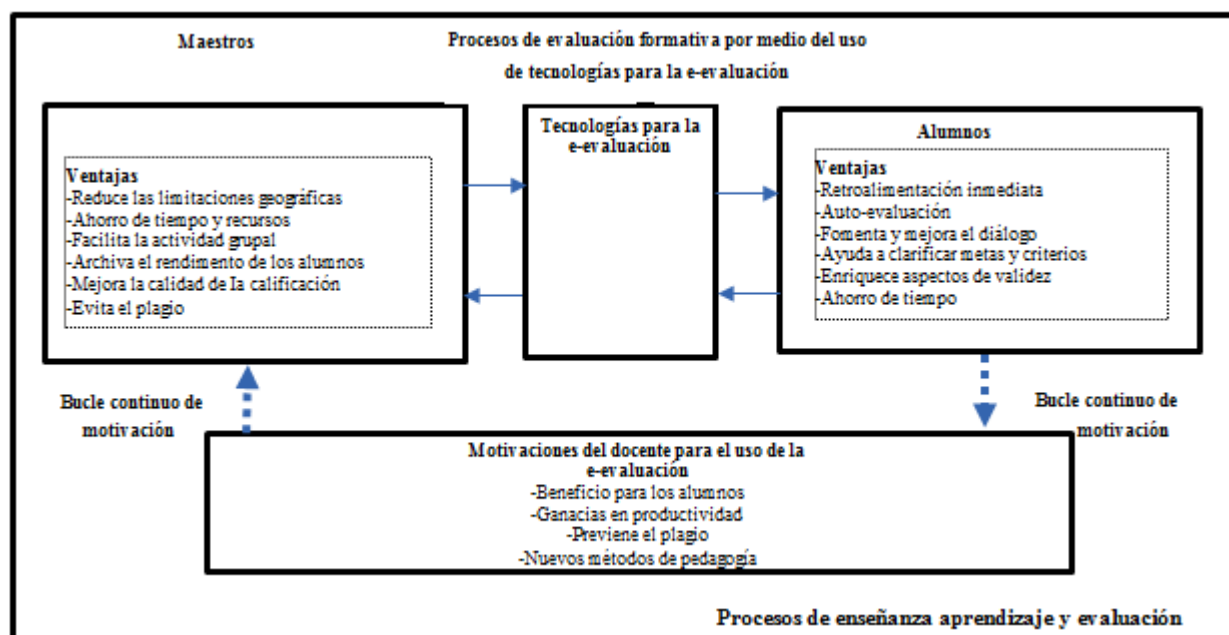 Maestros
Procesos de evaluación formativa por medio del uso
de tecnologías para la e-evaluación
Ventajas
-Reduce las limitaciones geográficas
-Ahorro de tiempo y recursos
-Facilita la actividad grupal
-Archiva el rendimento de los alumnos
-Mejora la calidad de la calificación
-Evita el plagio
Tecnologías para la
e-evaluación
Alumnos
Ventajas
-Retroalimentación inmediata
-Auto-evaluación
-Fomenta y mejora el diálogo
-Ayuda a clarificar metas y criterios
-Enriquece aspectos de validez
-Ahorro de tiempo
Bucle continuo de
motivación
Bucle continuo de
motivación
Motivaciones del docente para el uso de la
e-evaluación
-Beneficio para los alumnos
-Ganacias en productividad
-Previene el plagio
-Nuevos métodos de pedagogía
Procesos de enseñanza aprendizaje y evaluación